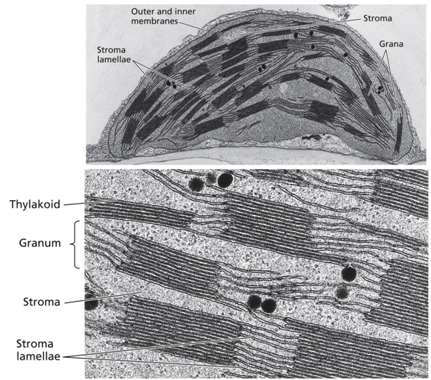 Outer and inner
membranes
Stroma
Stroma
lamellae
Grana
Thylakoid
Granum
Stroma
Stroma
lamellae